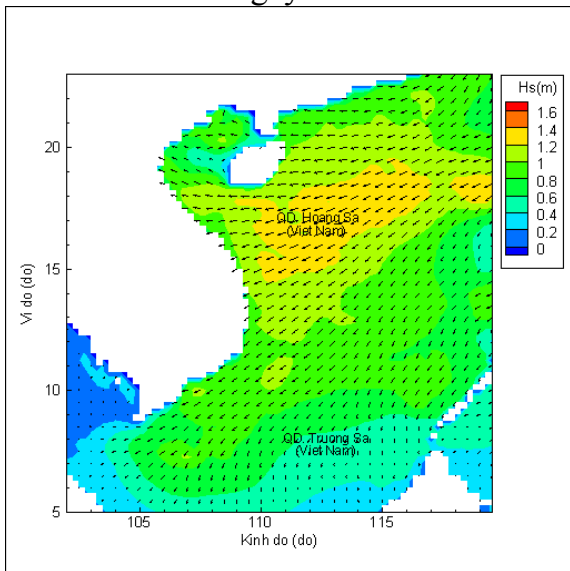 Hs(m)
1.6
1.4
1.2
1
0.8
0.6
0.4
0.2
0
20
15
10
5
Vi do (do)
QD. Hoang Sa
(Viet Nam)
QD. Truong Sa
(Viet Nam)
105
110
115
Kinh do (do)